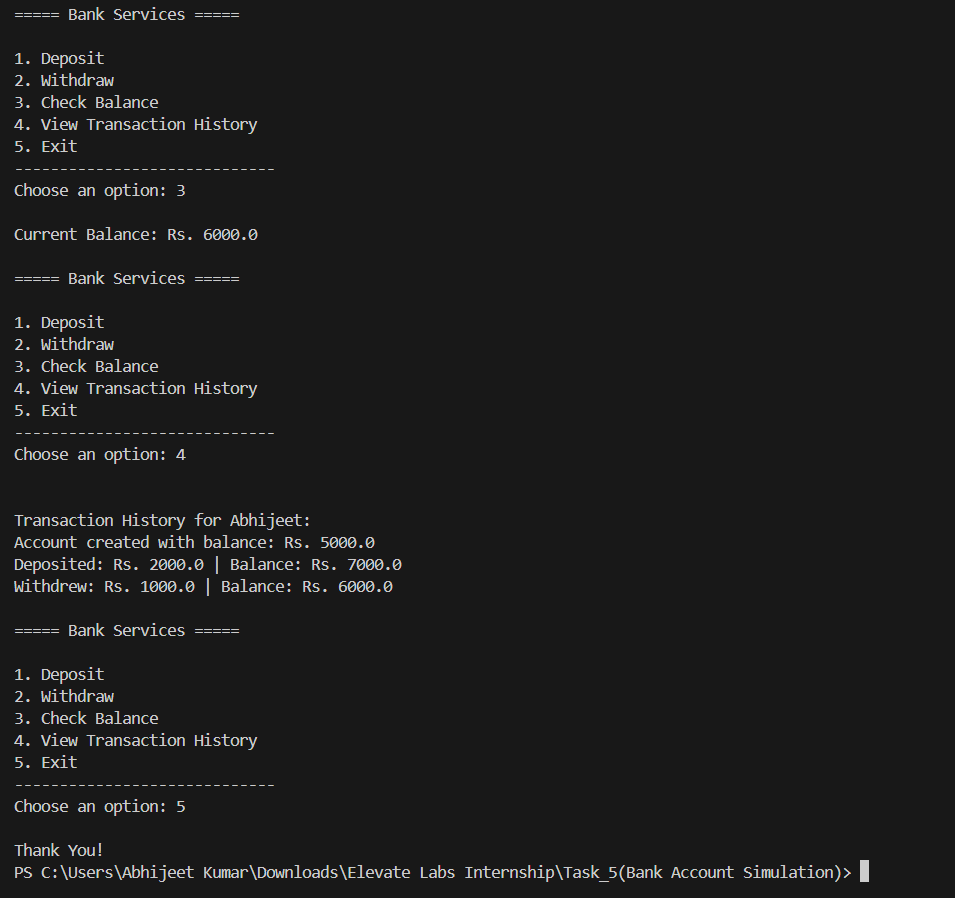 ===== Bank Services =====
1. Deposit
2. Withdraw
3. Check Balance
4. View Transaction History
5. Exit
-----------------------------
Choose an option: 3
Current Balance: Rs. 6000.0
===== Bank Services =====
1. Deposit
2. Withdraw
3. Check Balance
4. View Transaction History
5. Exit
-----------------------------
Choose an option: 4
Transaction History for Abhijeet:
Account created with balance: Rs. 5000.0
Deposited: Rs. 2000.0 | Balance: Rs. 7000.0
Withdrew: Rs. 1000.0 | Balance: Rs. 6000.0
===== Bank Services =====
1. Deposit
2. Withdraw
3. Check Balance
4. View Transaction History
5. Exit
-----------------------------
Choose an option: 5
Thank You!
PS C:\Users\Abhijeet Kumar\Downloads\Elevate Labs Internship\Task_5(Bank Account Simulation)>